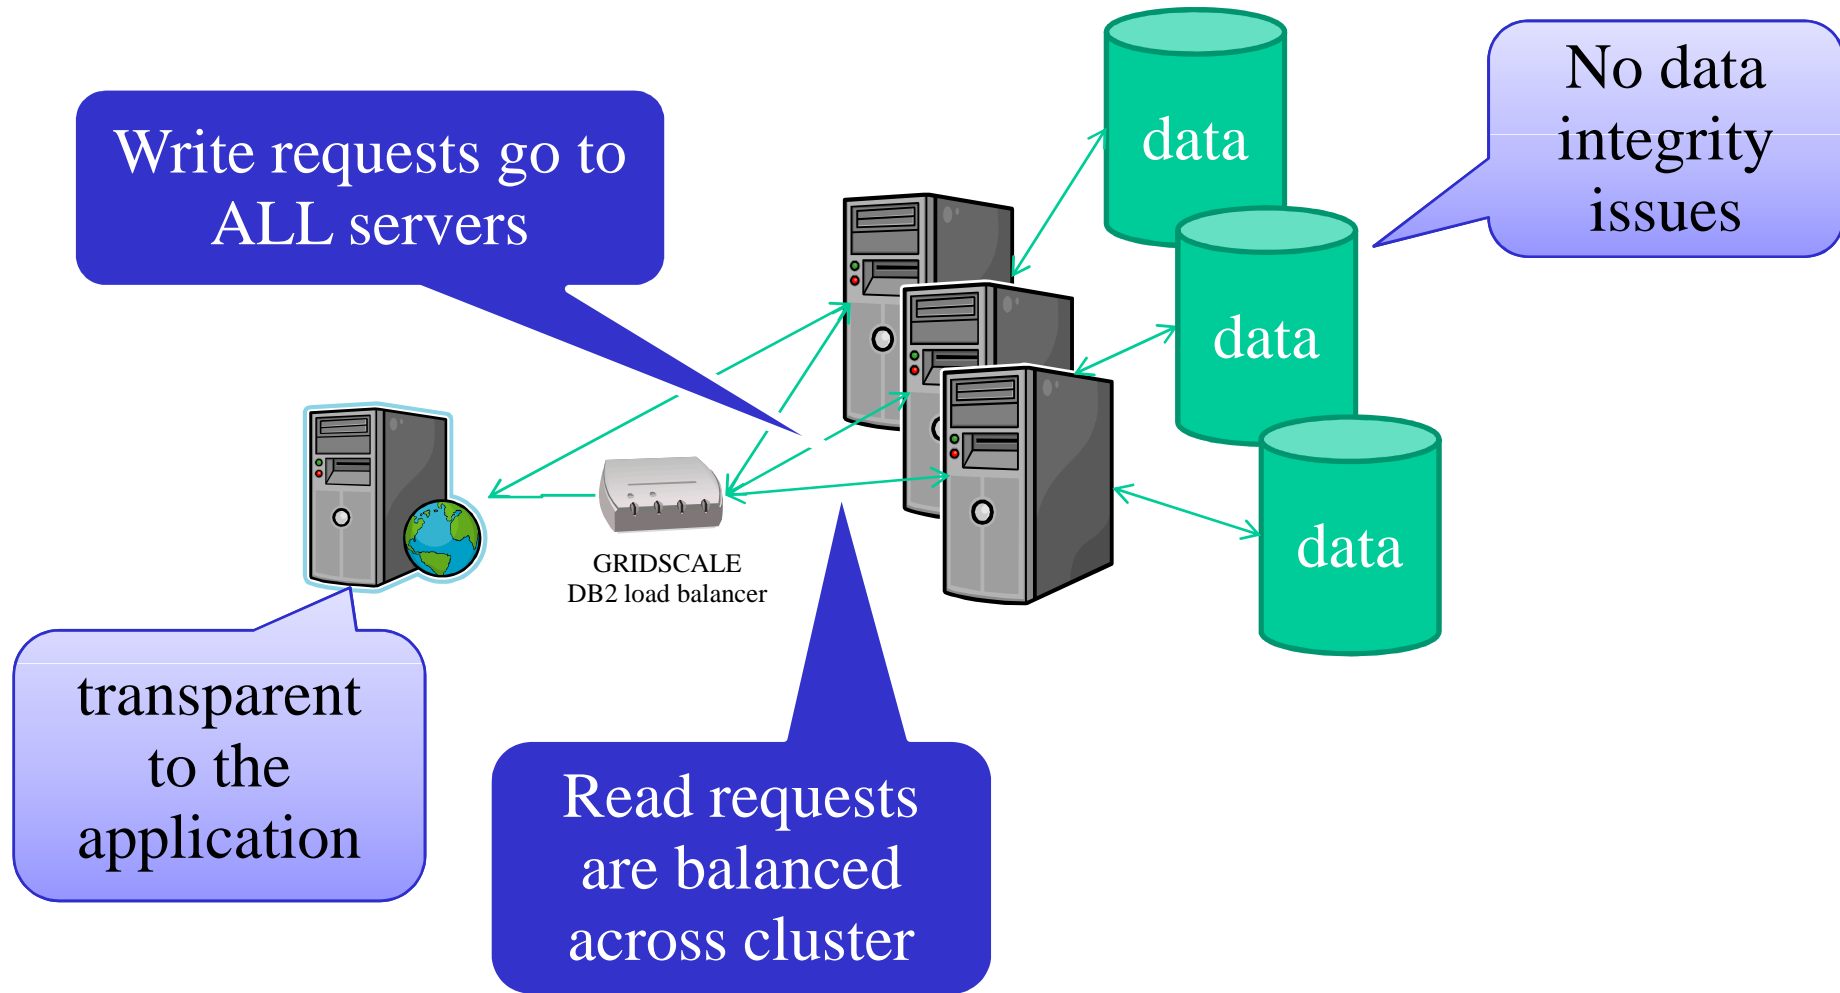 Write requests go to
ALL servers
data
No data
integrity
issues
data
data
GRIDSCALE
DB2 load balancer
transparent
to the
application
Read requests
are balanced
across cluster